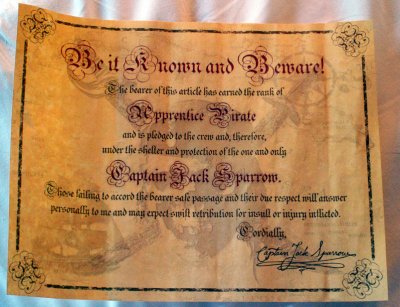 Be it Known and Beware!
The bearer of this article has earned the rank of
Apprentice Pirate
and is pledged to the crew and, therefore,
under the shelter and protection of the one and only
Captain Jack Sparrow.
Those failing to accord the bearer safe passage and their due respect will answer
personally to me and may expect swift retribution for insult or injury inflicted.
Cordially,
Captain Jack Sparrow